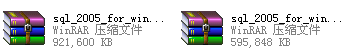 sql_2005_for_win...
WinRAR 压缩文件
921,600 KB
sql_2005_for_win...
WinRAR 压缩文件
595,848 KB